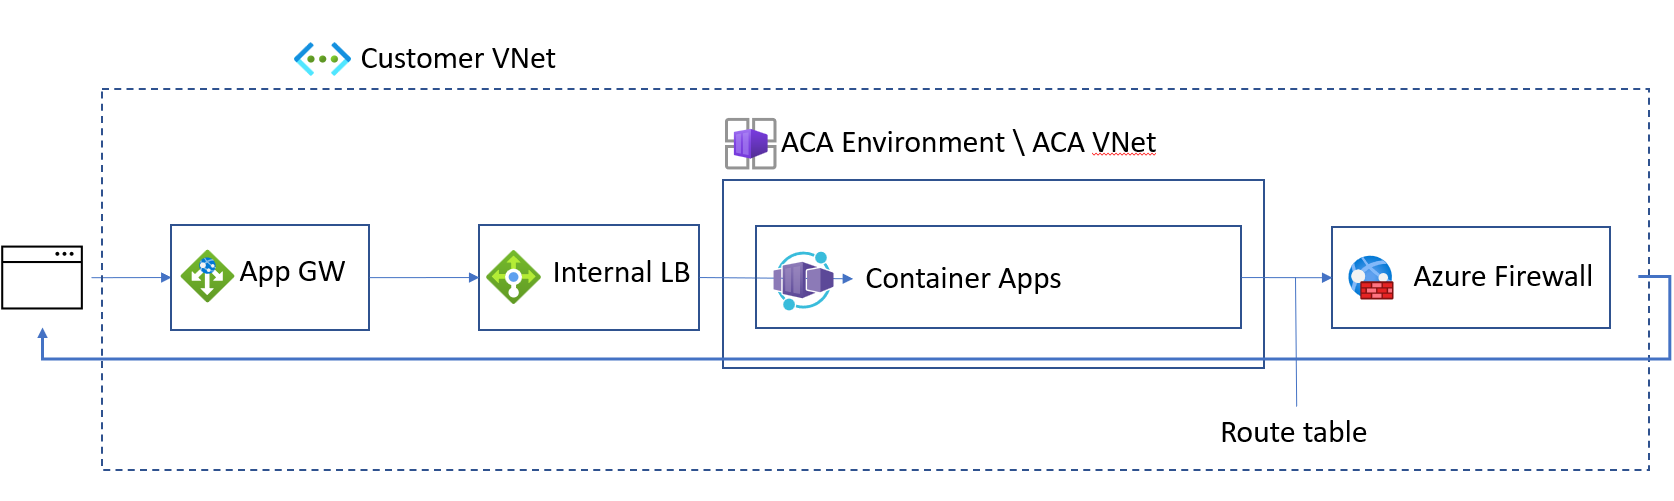 Customer VNet
ACA Environment \ ACA VNet
App GW
Internal LB
Container Apps
Azure Firewall
Route table